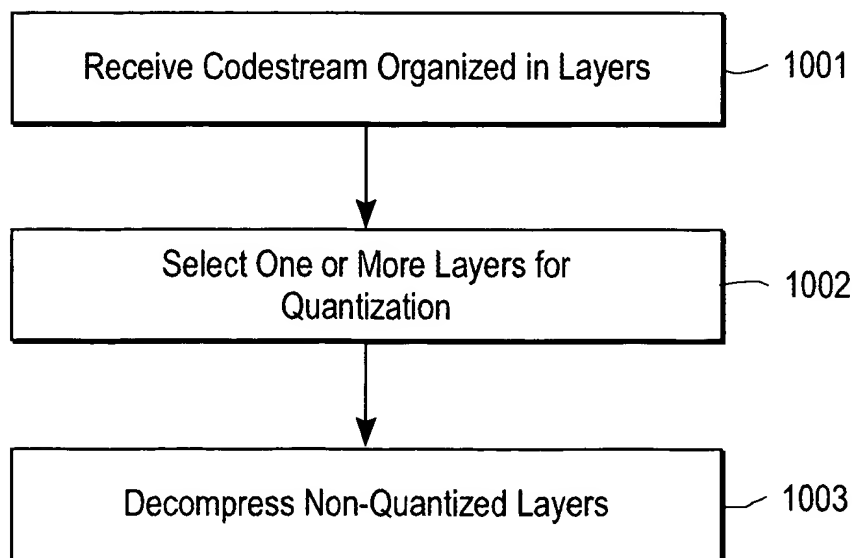 Receive Codestream Organized in Layers
1001
Select One or More Layers for
Quantization
1002
Decompress Non-Quantized Layers
1003